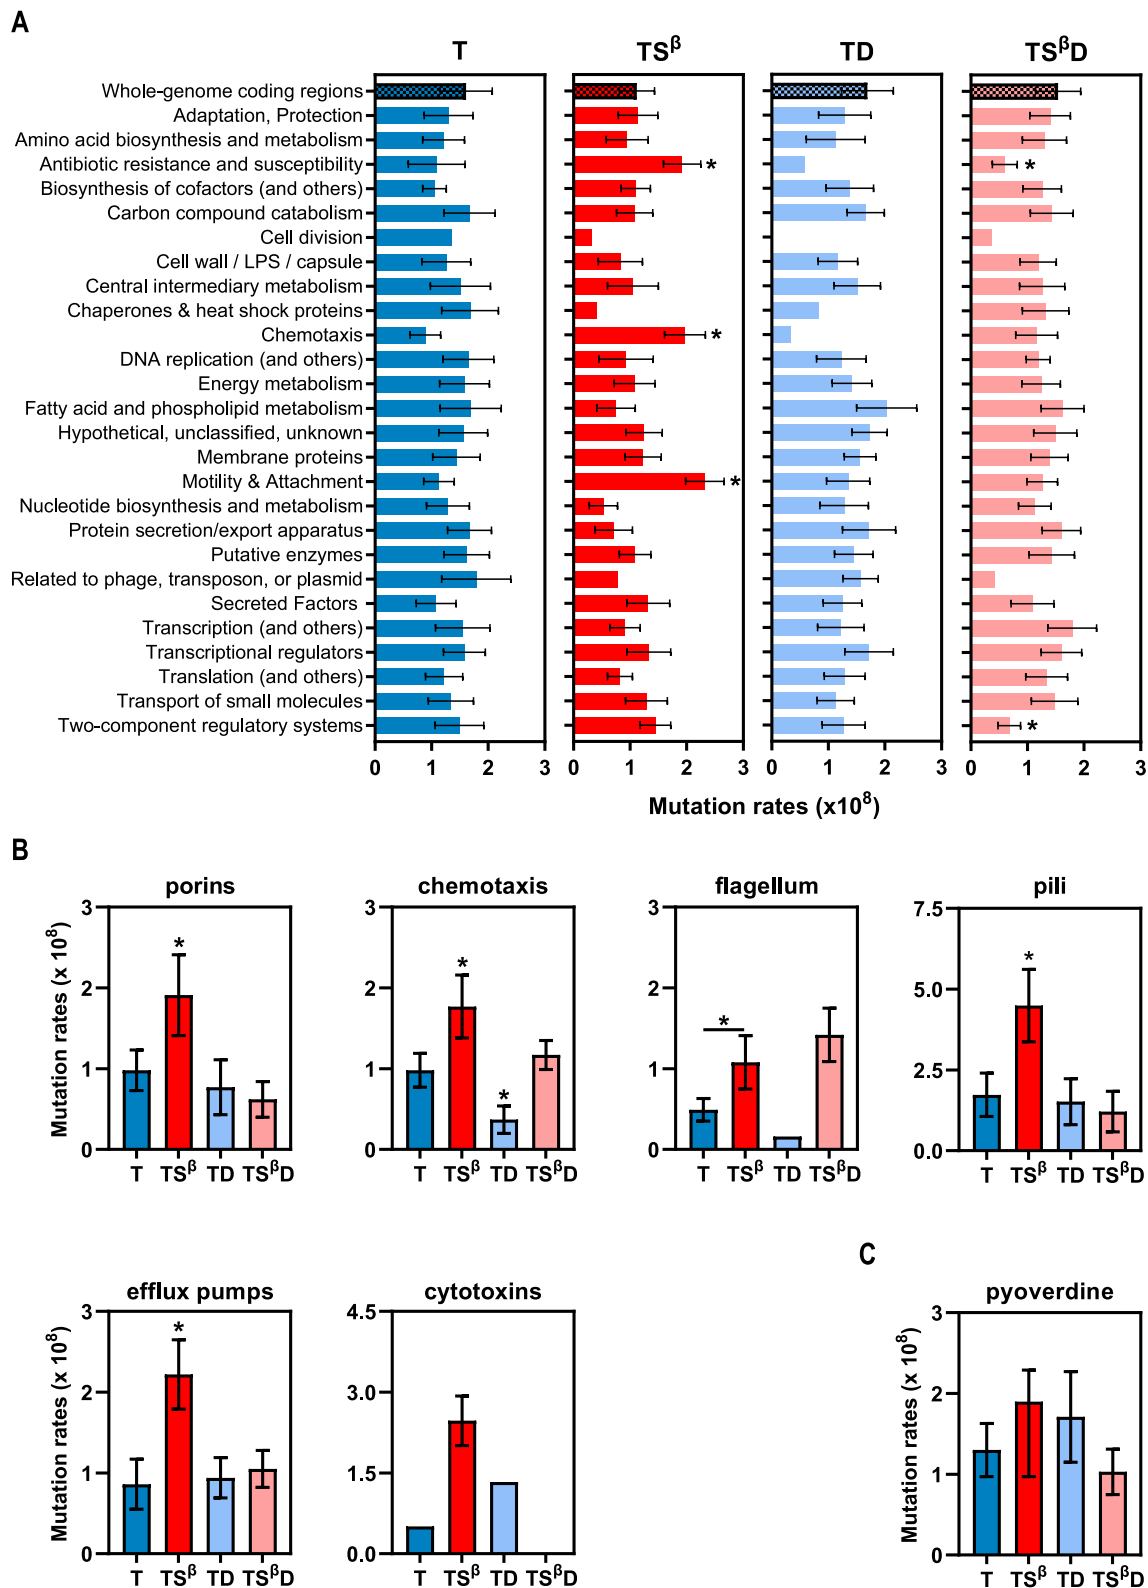 A
T TSᵝ TD TSᵝD
Whole-genome coding regions
Adaptation, Protection
Amino acid biosynthesis and metabolism
Antibiotic resistance and susceptibility * *
Biosynthesis of cofactors (and others)
Carbon compound catabolism
Cell division
Cell wall / LPS / capsule
Central intermediary metabolism
Chaperones & heat shock proteins
Chemotaxis *
DNA replication (and others)
Energy metabolism
Fatty acid and phospholipid metabolism
Hypothetical, unclassified, unknown
Membrane proteins
Motility & Attachment *
Nucleotide biosynthesis and metabolism
Protein secretion/export apparatus
Putative enzymes
Related to phage, transposon, or plasmid
Secreted Factors
Transcription (and others)
Transcriptional regulators
Translation (and others)
Transport of small molecules
Two-component regulatory systems *
0 1 2 3 0 1 2 3 0 1 2 3 0 1 2 3
Mutation rates (x10⁸)
B
porins
Mutation rates (x 10⁸)
3
2
1
0
*
T TSᵝ TD TSᵝD
chemotaxis
3
2
1
0
*
*
T TSᵝ TD TSᵝD
flagellum
3
2
1
0
*
T TSᵝ TD TSᵝD
pili
7.5
5.0
2.5
0.0
*
T TSᵝ TD TSᵝD
efflux pumps
Mutation rates (x 10⁸)
3
2
1
0
*
T TSᵝ TD TSᵝD
cytotoxins
4.5
3.0
1.5
0.0
T TSᵝ TD TSᵝD
C
pyoverdine
Mutation rates (x 10⁸)
3
2
1
0
T TSᵝ TD TSᵝD